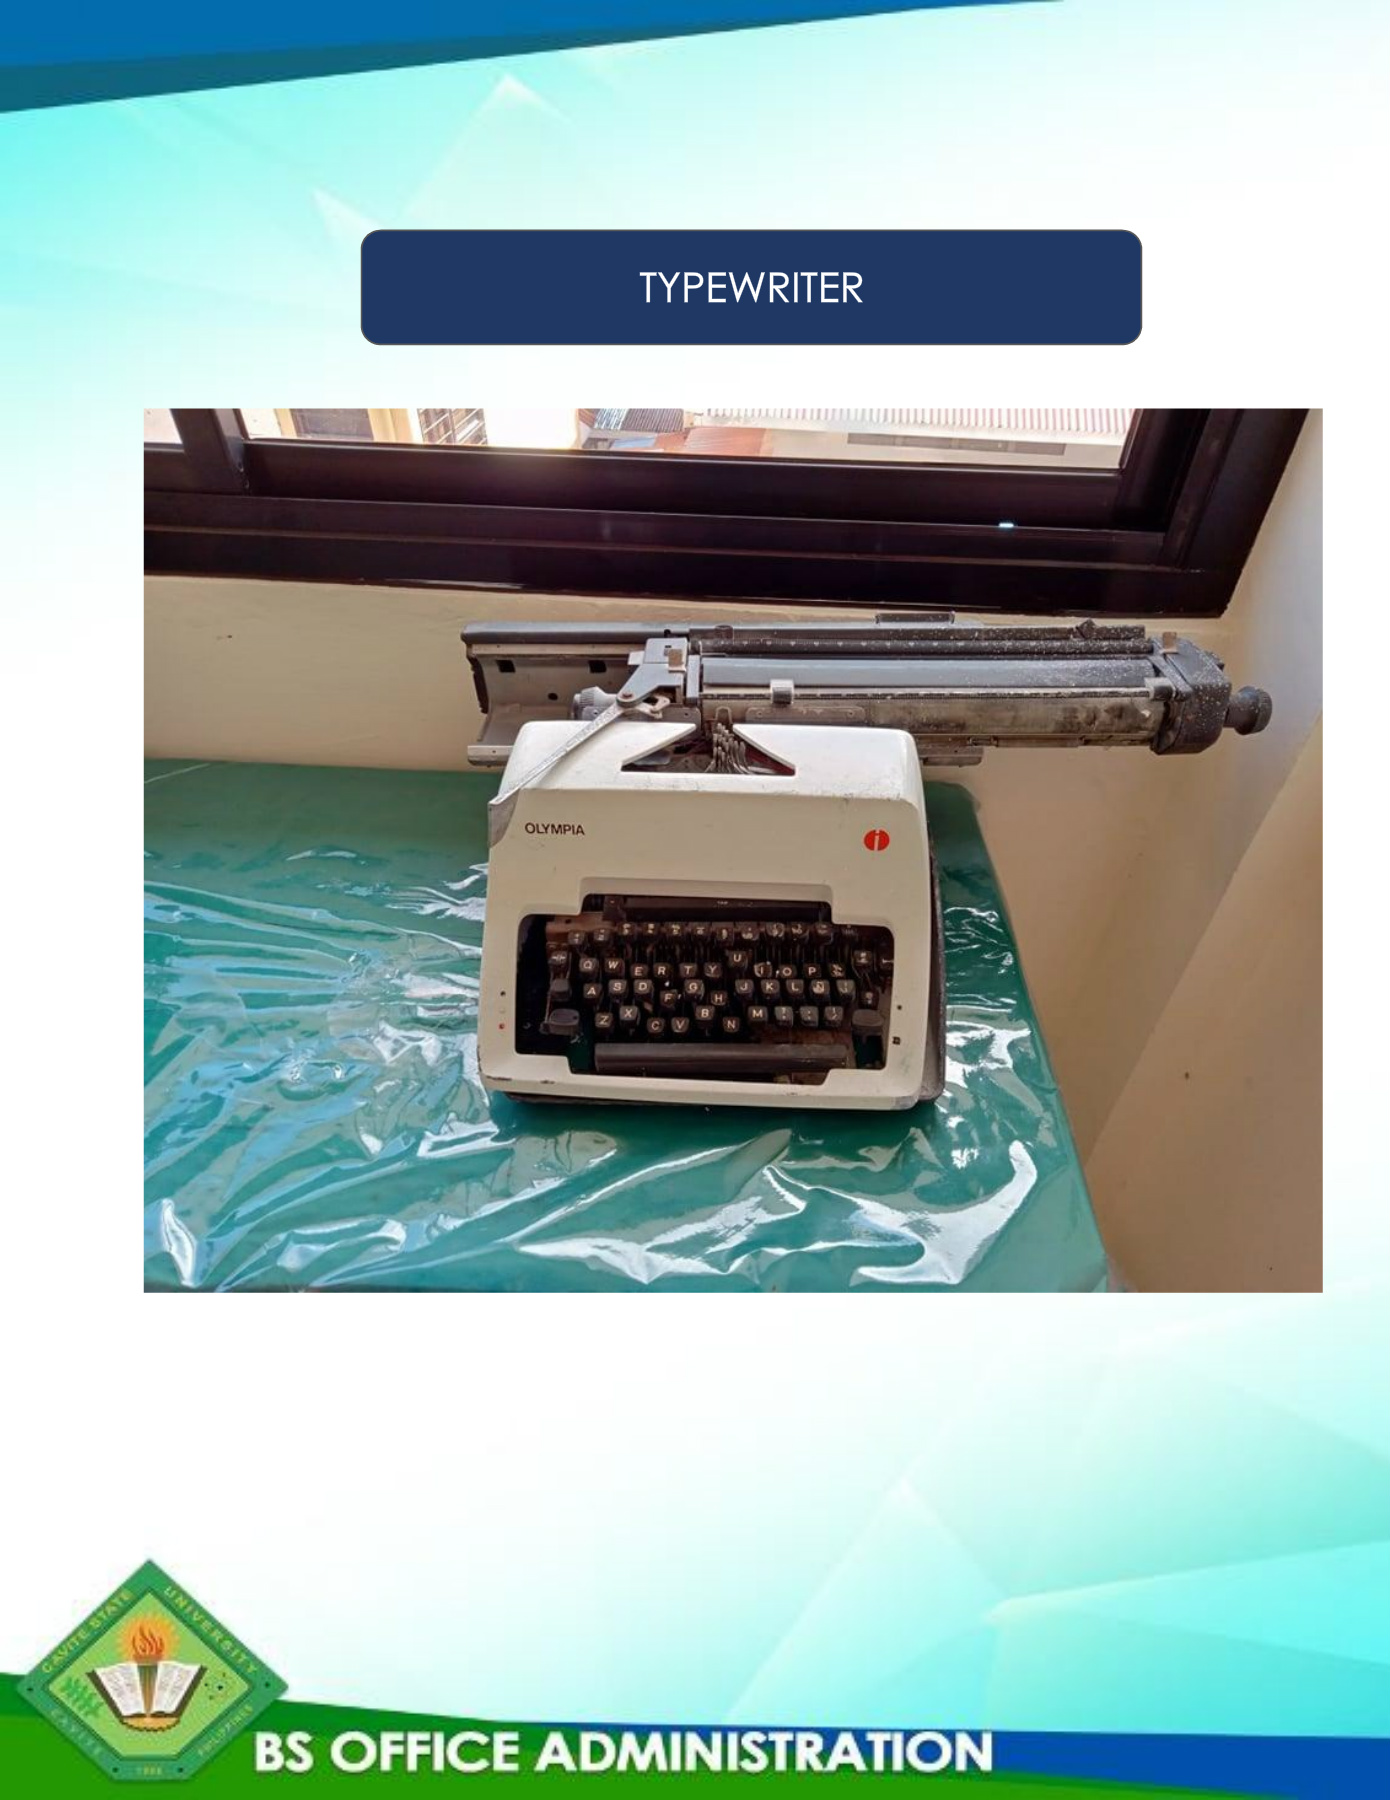 TYPEWRITER
OLYMPIA
Q W E R T Y U I O P
A S D F G H J K L
Z X C V B N M
CAVITE STATE UNIVERSITY
CAVITE PHILIPPINES
1906
BS OFFICE ADMINISTRATION